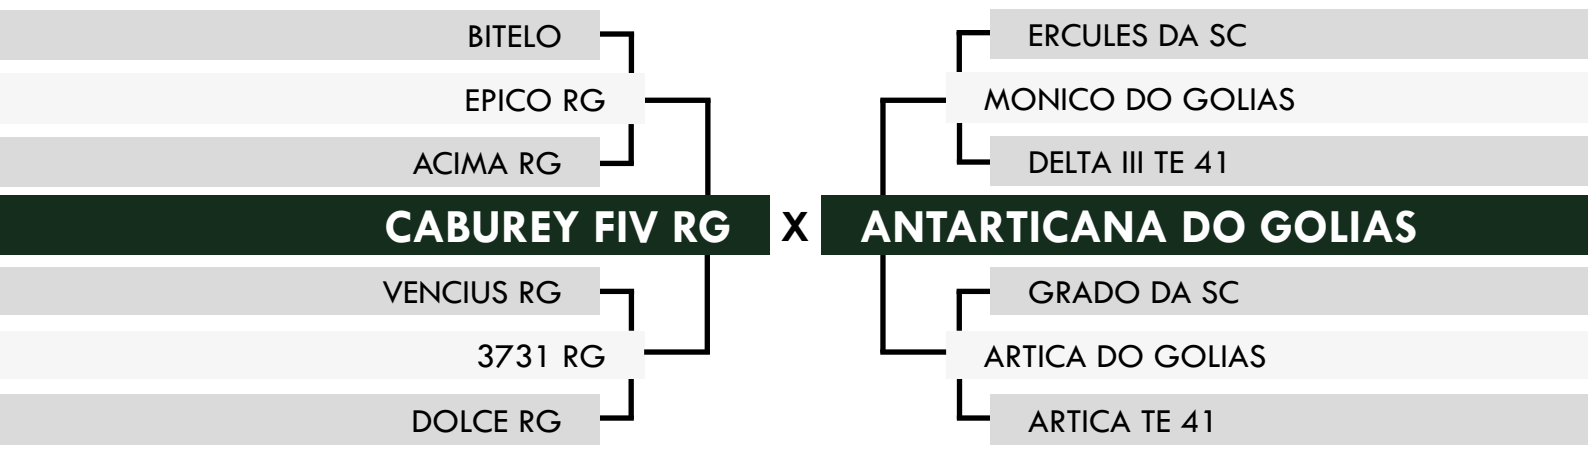 BITELO
EPICO RG
ACIMA RG
CABUREY FIV RG
VENCIUS RG
3731 RG
DOLCE RG
X
ERCULES DA SC
MONICO DO GOLIAS
DELTA III TE 41
ANTARTICANA DO GOLIAS
GRADO DA SC
ARTICA DO GOLIAS
ARTICA TE 41